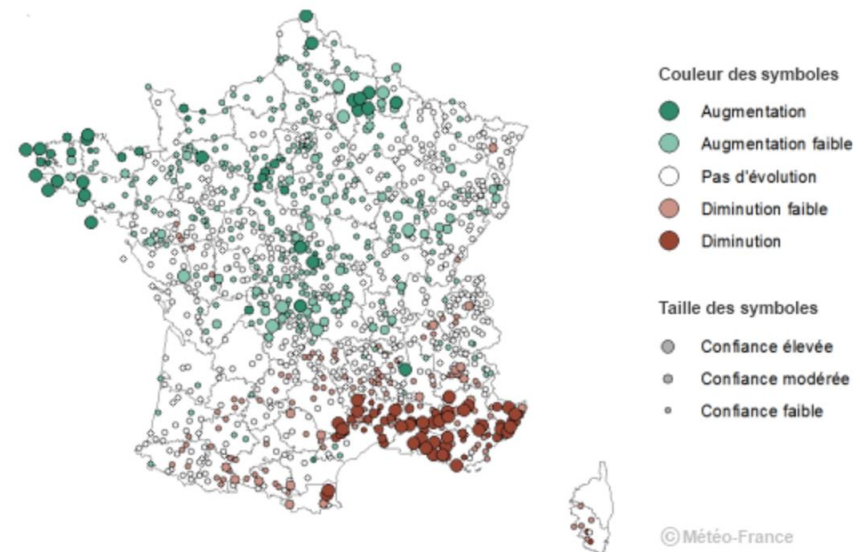 Couleur des symboles
Augmentation
Augmentation faible
Pas d'évolution
Diminution faible
Diminution
Taille des symboles
Confiance élevée
Confiance modérée
Confiance faible
© Météo-France